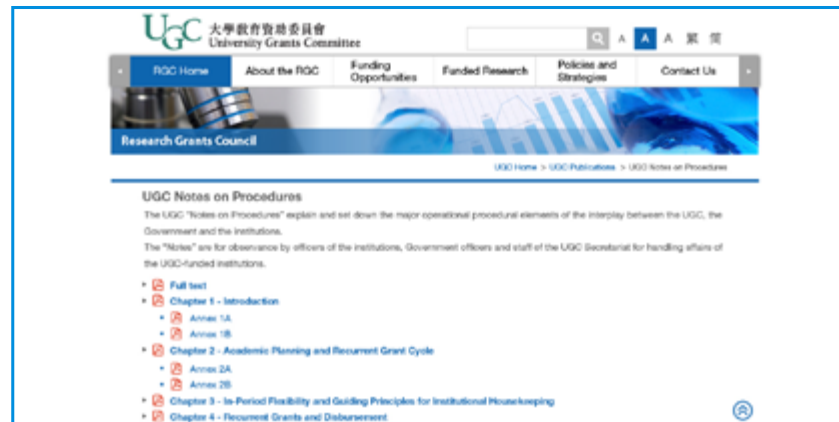 UGC 大學教育資助委員會
University Grants Committee
A A A 繁 简
RGC Home About the RGC Funding Opportunities Funded Research Policies and Strategies Contact Us
Research Grants Council
UGC Home > UGC Publications > UGC Notes on Procedures
UGC Notes on Procedures
The UGC "Notes on Procedures" explain and set down the major operational procedural elements of the interplay between the UGC, the
Government and the institutions.
The "Notes" are for observance by officers of the institutions, Government officers and staff of the UGC Secretariat for handling affairs of
the UGC-funded institutions.
Full text
Chapter 1 - Introduction
Annex 1A
Annex 1B
Chapter 2 - Academic Planning and Recurrent Grant Cycle
Annex 2A
Annex 2B
Chapter 3 - In-Period Flexibility and Guiding Principles for Institutional Housekeeping
Chapter 4 - Recurrent Grants and Disbursement